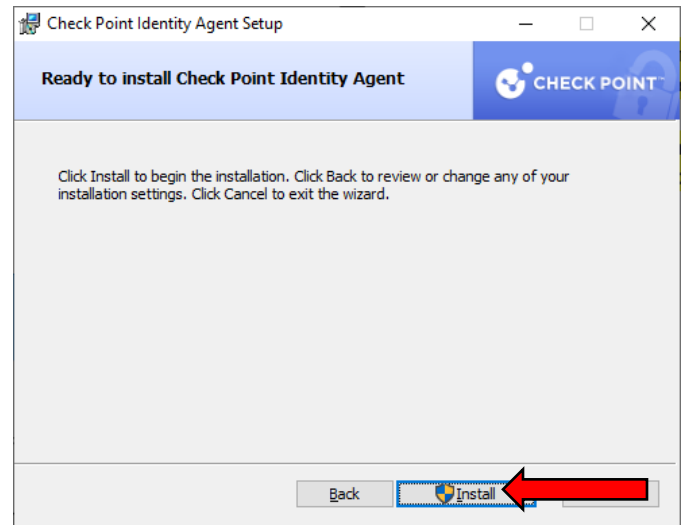 Check Point Identity Agent Setup
Ready to install Check Point Identity Agent
CHECK POINT™
Click Install to begin the installation. Click Back to review or change any of your
installation settings. Click Cancel to exit the wizard.
Back
Install